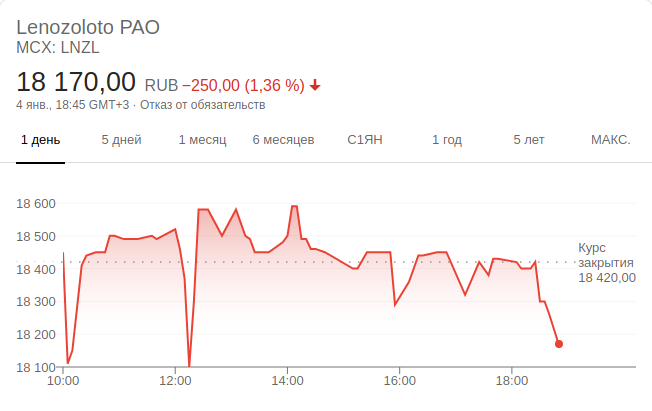 Lenozoloto PAO
MCX: LNZL
18 170,00 RUB −250,00 (1,36 %)
4 янв., 18:45 GMT+3 · Отказ от обязательств
1 день 5 дней 1 месяц 6 месяцев С1ЯН 1 год 5 лет МАКС.
18 600
18 500
18 400
18 300
18 200
18 100
Курс
закрытия
18 420,00
10:00 12:00 14:00 16:00 18:00